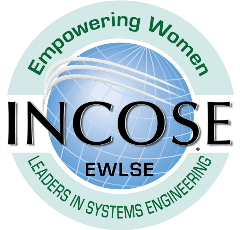 Empowering Women
INCOSE
EWLSE
LEADERS IN SYSTEMS ENGINEERING